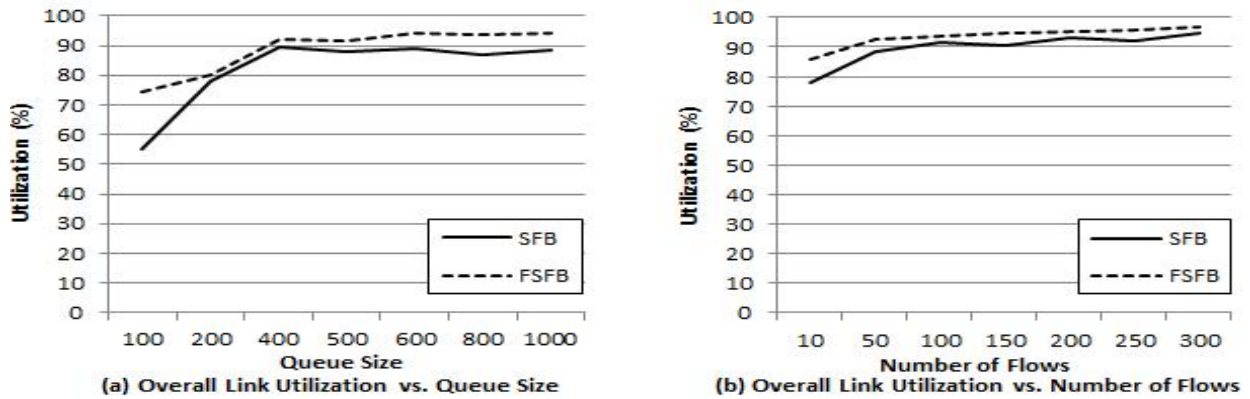 100
90
80
70
60
50
40
30
20
10
0
Utilization (%)
SFB
FSFB
100 200 400 500 600 800 1000
Queue Size
(a) Overall Link Utilization vs. Queue Size
100
90
80
70
60
50
40
30
20
10
0
Utilization (%)
SFB
FSFB
10 50 100 150 200 250 300
Number of Flows
(b) Overall Link Utilization vs. Number of Flows